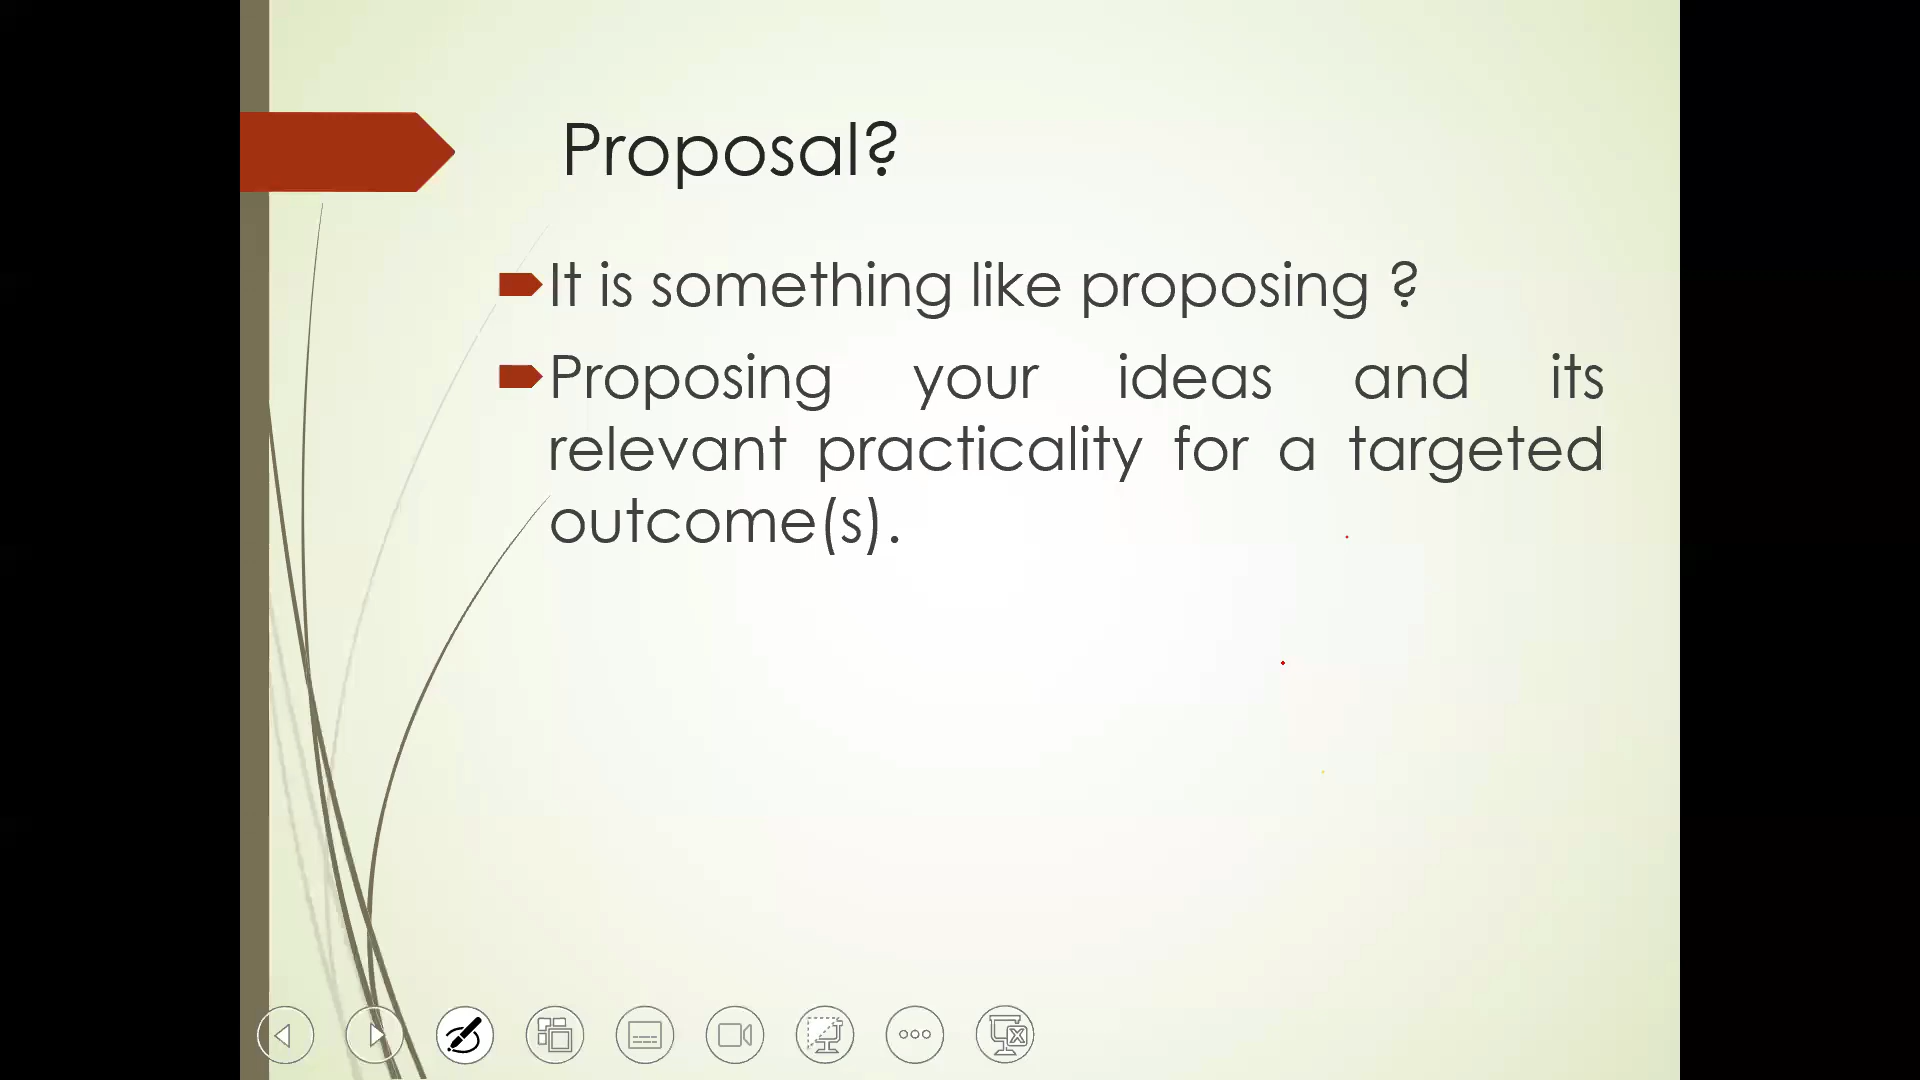 Proposal?
It is something like proposing ?
Proposing your ideas and its
relevant practicality for a targeted
outcome(s).